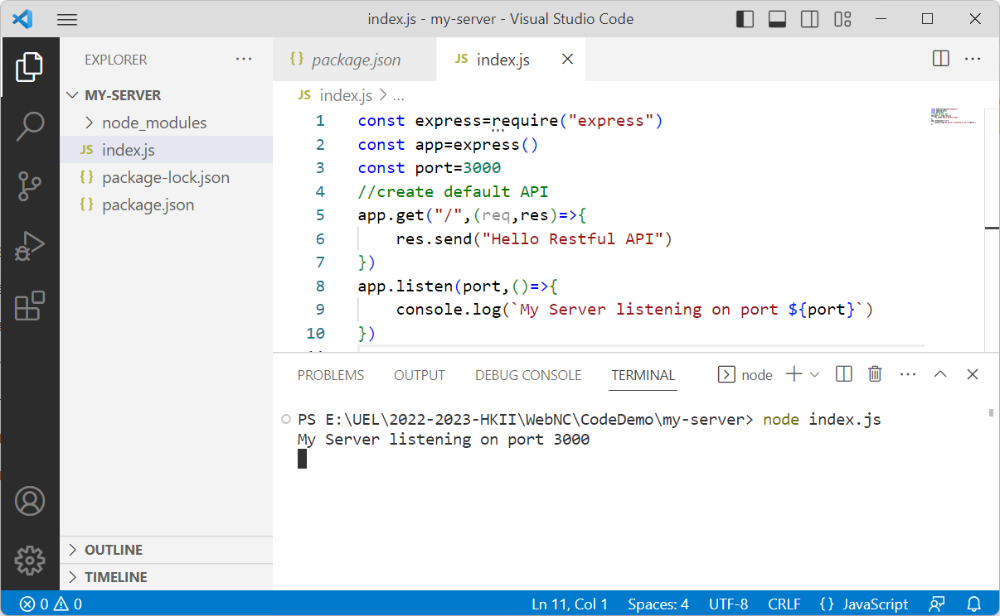 index.js - my-server - Visual Studio Code
EXPLORER
MY-SERVER
node_modules
JS index.js
{} package-lock.json
{} package.json
OUTLINE
TIMELINE
{} package.json
JS index.js
JS index.js > ...
1 const express=require("express")
2 const app=express()
3 const port=3000
4 //create default API
5 app.get("/",(req,res)=>{
6 res.send("Hello Restful API")
7 })
8 app.listen(port,()=>{
9 console.log(`My Server listening on port ${port}`)
10 })
PROBLEMS OUTPUT DEBUG CONSOLE TERMINAL node
PS E:\UEL\2022-2023-HKII\WebNC\CodeDemo\my-server> node index.js
My Server listening on port 3000
0 0 Ln 11, Col 1 Spaces: 4 UTF-8 CRLF {} JavaScript